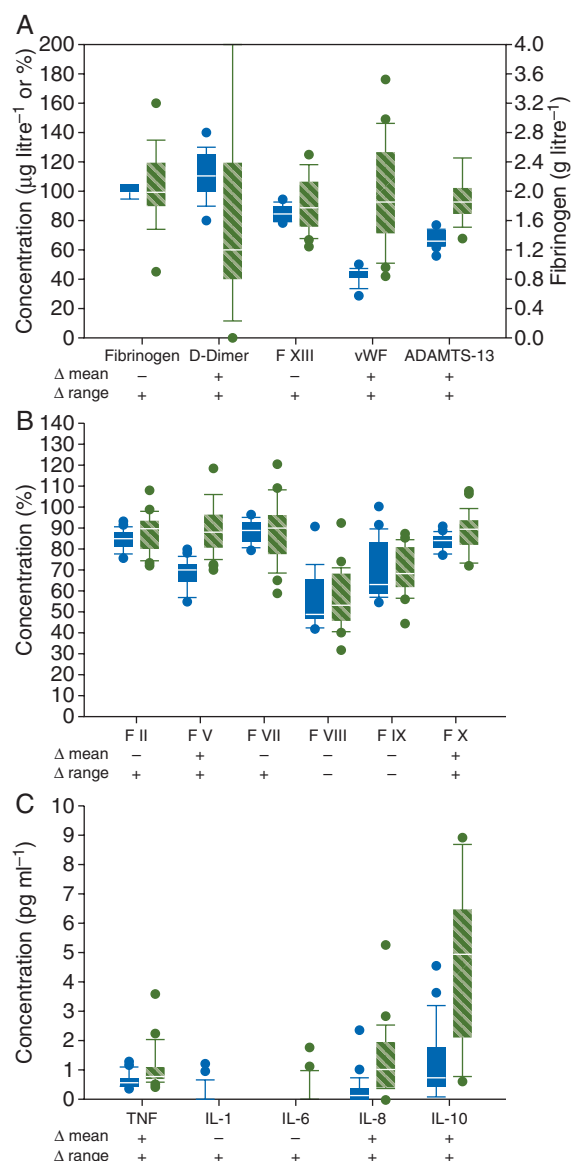 A
Concentration (µg litre⁻¹ or %)
Fibrinogen (g litre⁻¹)
200 4.0
180 3.6
160 3.2
140 2.8
120 2.4
100 2.0
80 1.6
60 1.2
40 0.8
20 0.4
0 0.0
Fibrinogen D-Dimer F XIII vWF ADAMTS-13
Δ mean – + – + +
Δ range + + + + +
B
Concentration (%)
140
130
120
110
100
90
80
70
60
50
40
30
20
10
0
F II F V F VII F VIII F IX F X
Δ mean – + – – – +
Δ range + + + – – +
C
Concentration (pg ml⁻¹)
10
9
8
7
6
5
4
3
2
1
0
TNF IL-1 IL-6 IL-8 IL-10
Δ mean + – – + +
Δ range + + + + +